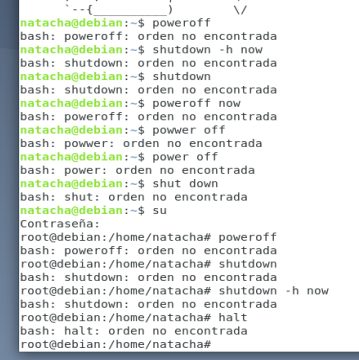 `--{__________)        \/
natacha@debian:~$ poweroff
bash: poweroff: orden no encontrada
natacha@debian:~$ shutdown -h now
bash: shutdown: orden no encontrada
natacha@debian:~$ shutdown
bash: shutdown: orden no encontrada
natacha@debian:~$ poweroff now
bash: poweroff: orden no encontrada
natacha@debian:~$ powwer off
bash: powwer: orden no encontrada
natacha@debian:~$ power off
bash: power: orden no encontrada
natacha@debian:~$ shut down
bash: shut: orden no encontrada
natacha@debian:~$ su
Contraseña:
root@debian:/home/natacha# poweroff
bash: poweroff: orden no encontrada
root@debian:/home/natacha# shutdown
bash: shutdown: orden no encontrada
root@debian:/home/natacha# shutdown -h now
bash: shutdown: orden no encontrada
root@debian:/home/natacha# halt
bash: halt: orden no encontrada
root@debian:/home/natacha#